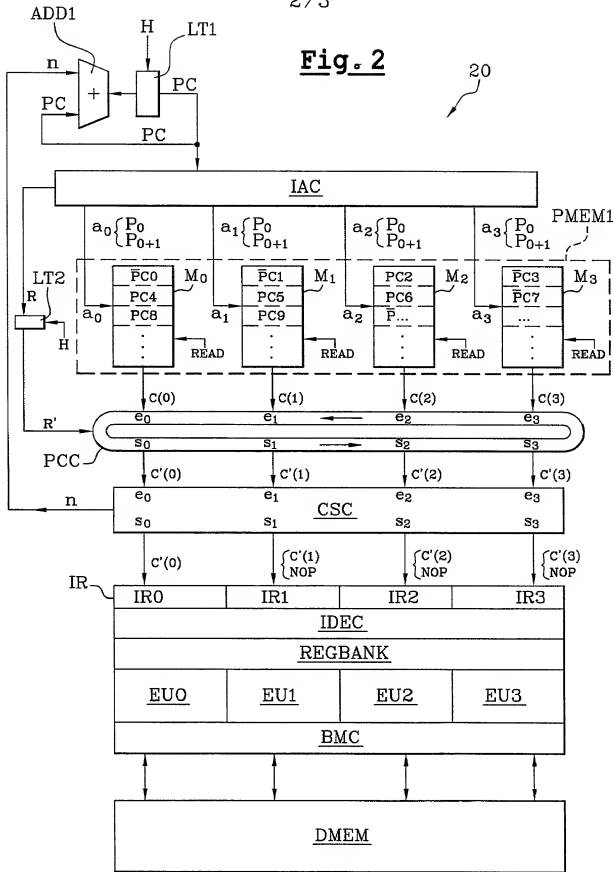 2/3
ADD1
H
LT1
Fig. 2
n
PC
+
PC
20
PC
IAC
a0 { P0 P0+1
a1 { P0 P0+1
a2 { P0 P0+1
a3 { P0 P0+1
PMEM1
LT2
R
H
P̄C0
M0
P̄C1
M1
PC2
M2
P̄C3
M3
PC4
PC5
PC6
P̄C7
a0
a1
a2
a3
PC8
PC9
P̄...
...
READ
READ
READ
READ
C(0)
C(1)
C(2)
C(3)
R'
e0
e1
e2
e3
s0
s1
s2
s3
PCC
C'(0)
C'(1)
C'(2)
C'(3)
n
e0
e1
e2
e3
CSC
s0
s1
s2
s3
C'(0)
{ C'(1) NOP
{ C'(2) NOP
{ C'(3) NOP
IR
IR0
IR1
IR2
IR3
IDEC
REGBANK
EU0
EU1
EU2
EU3
BMC
DMEM